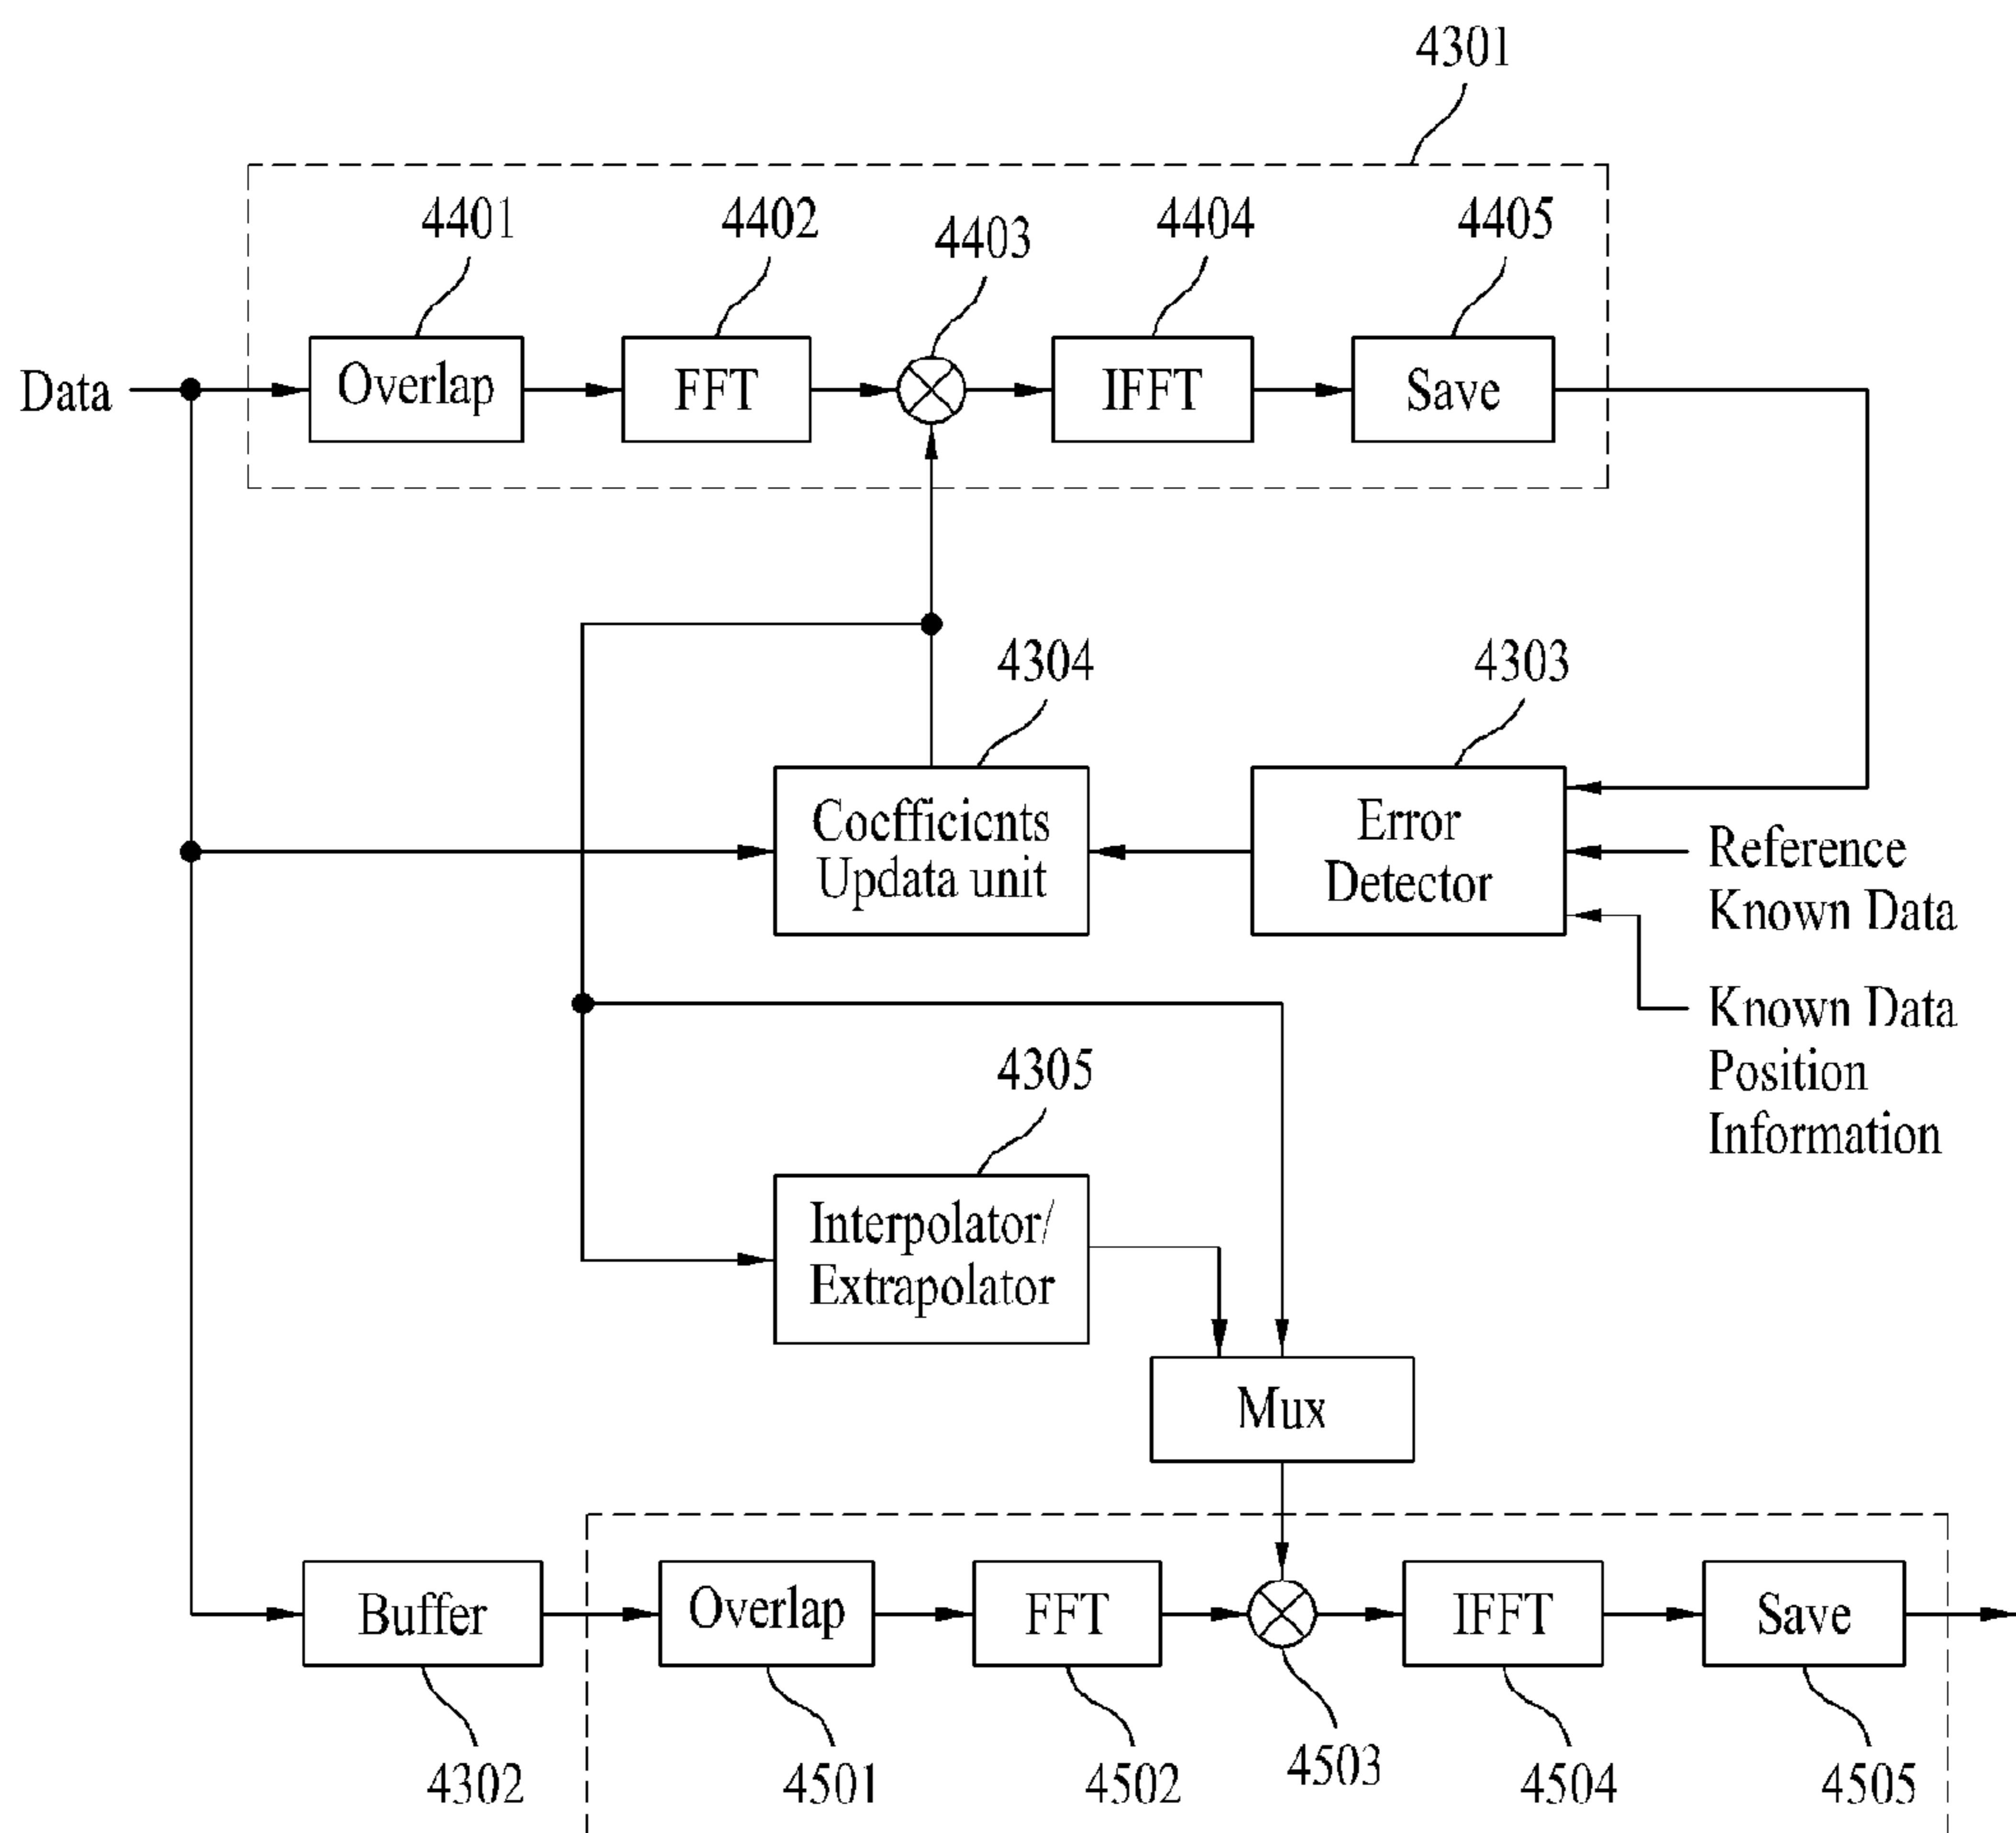 4301
4401
4402
4403
4404
4405
Data
Overlap
FFT
IFFT
Save
4304
4303
Coefficients
Updata unit
Error
Detector
Reference
Known Data
Known Data
Position
Information
4305
Interpolator/
Extrapolator
Mux
Buffer
Overlap
FFT
IFFT
Save
4302
4501
4502
4503
4504
4505